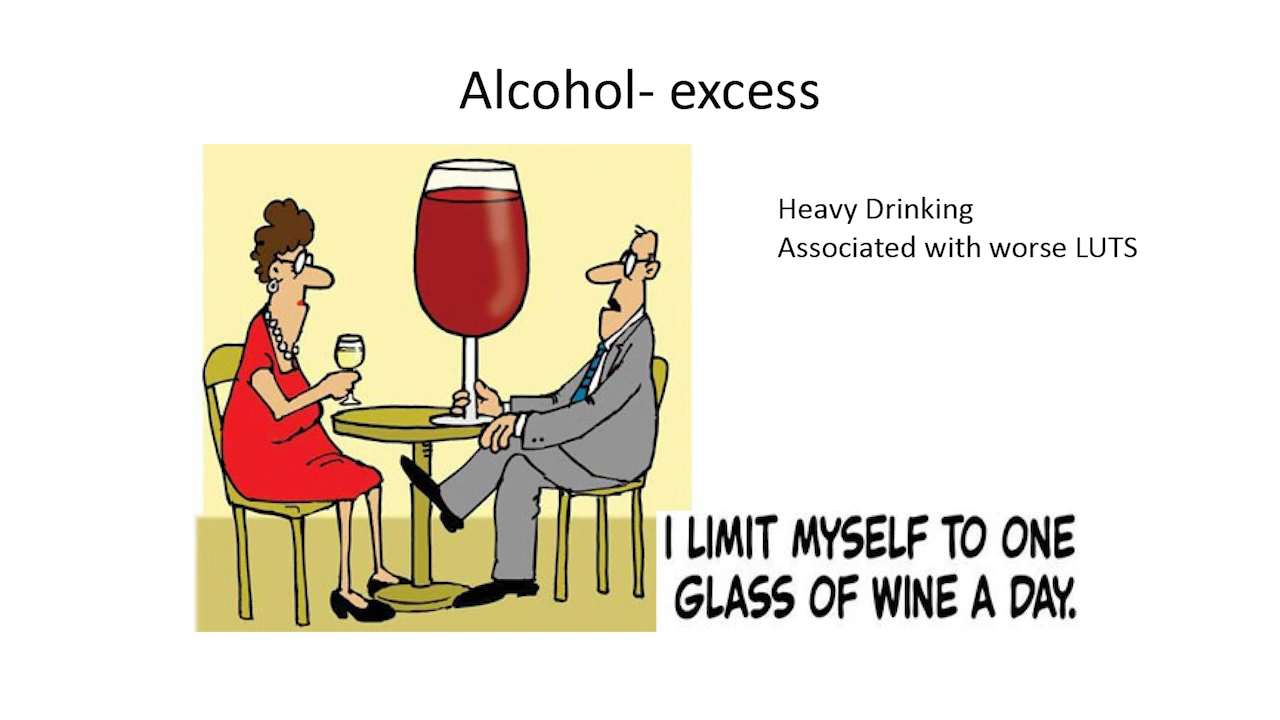 Alcohol- excess
Heavy Drinking
Associated with worse LUTS
I LIMIT MYSELF TO ONE
GLASS OF WINE A DAY.